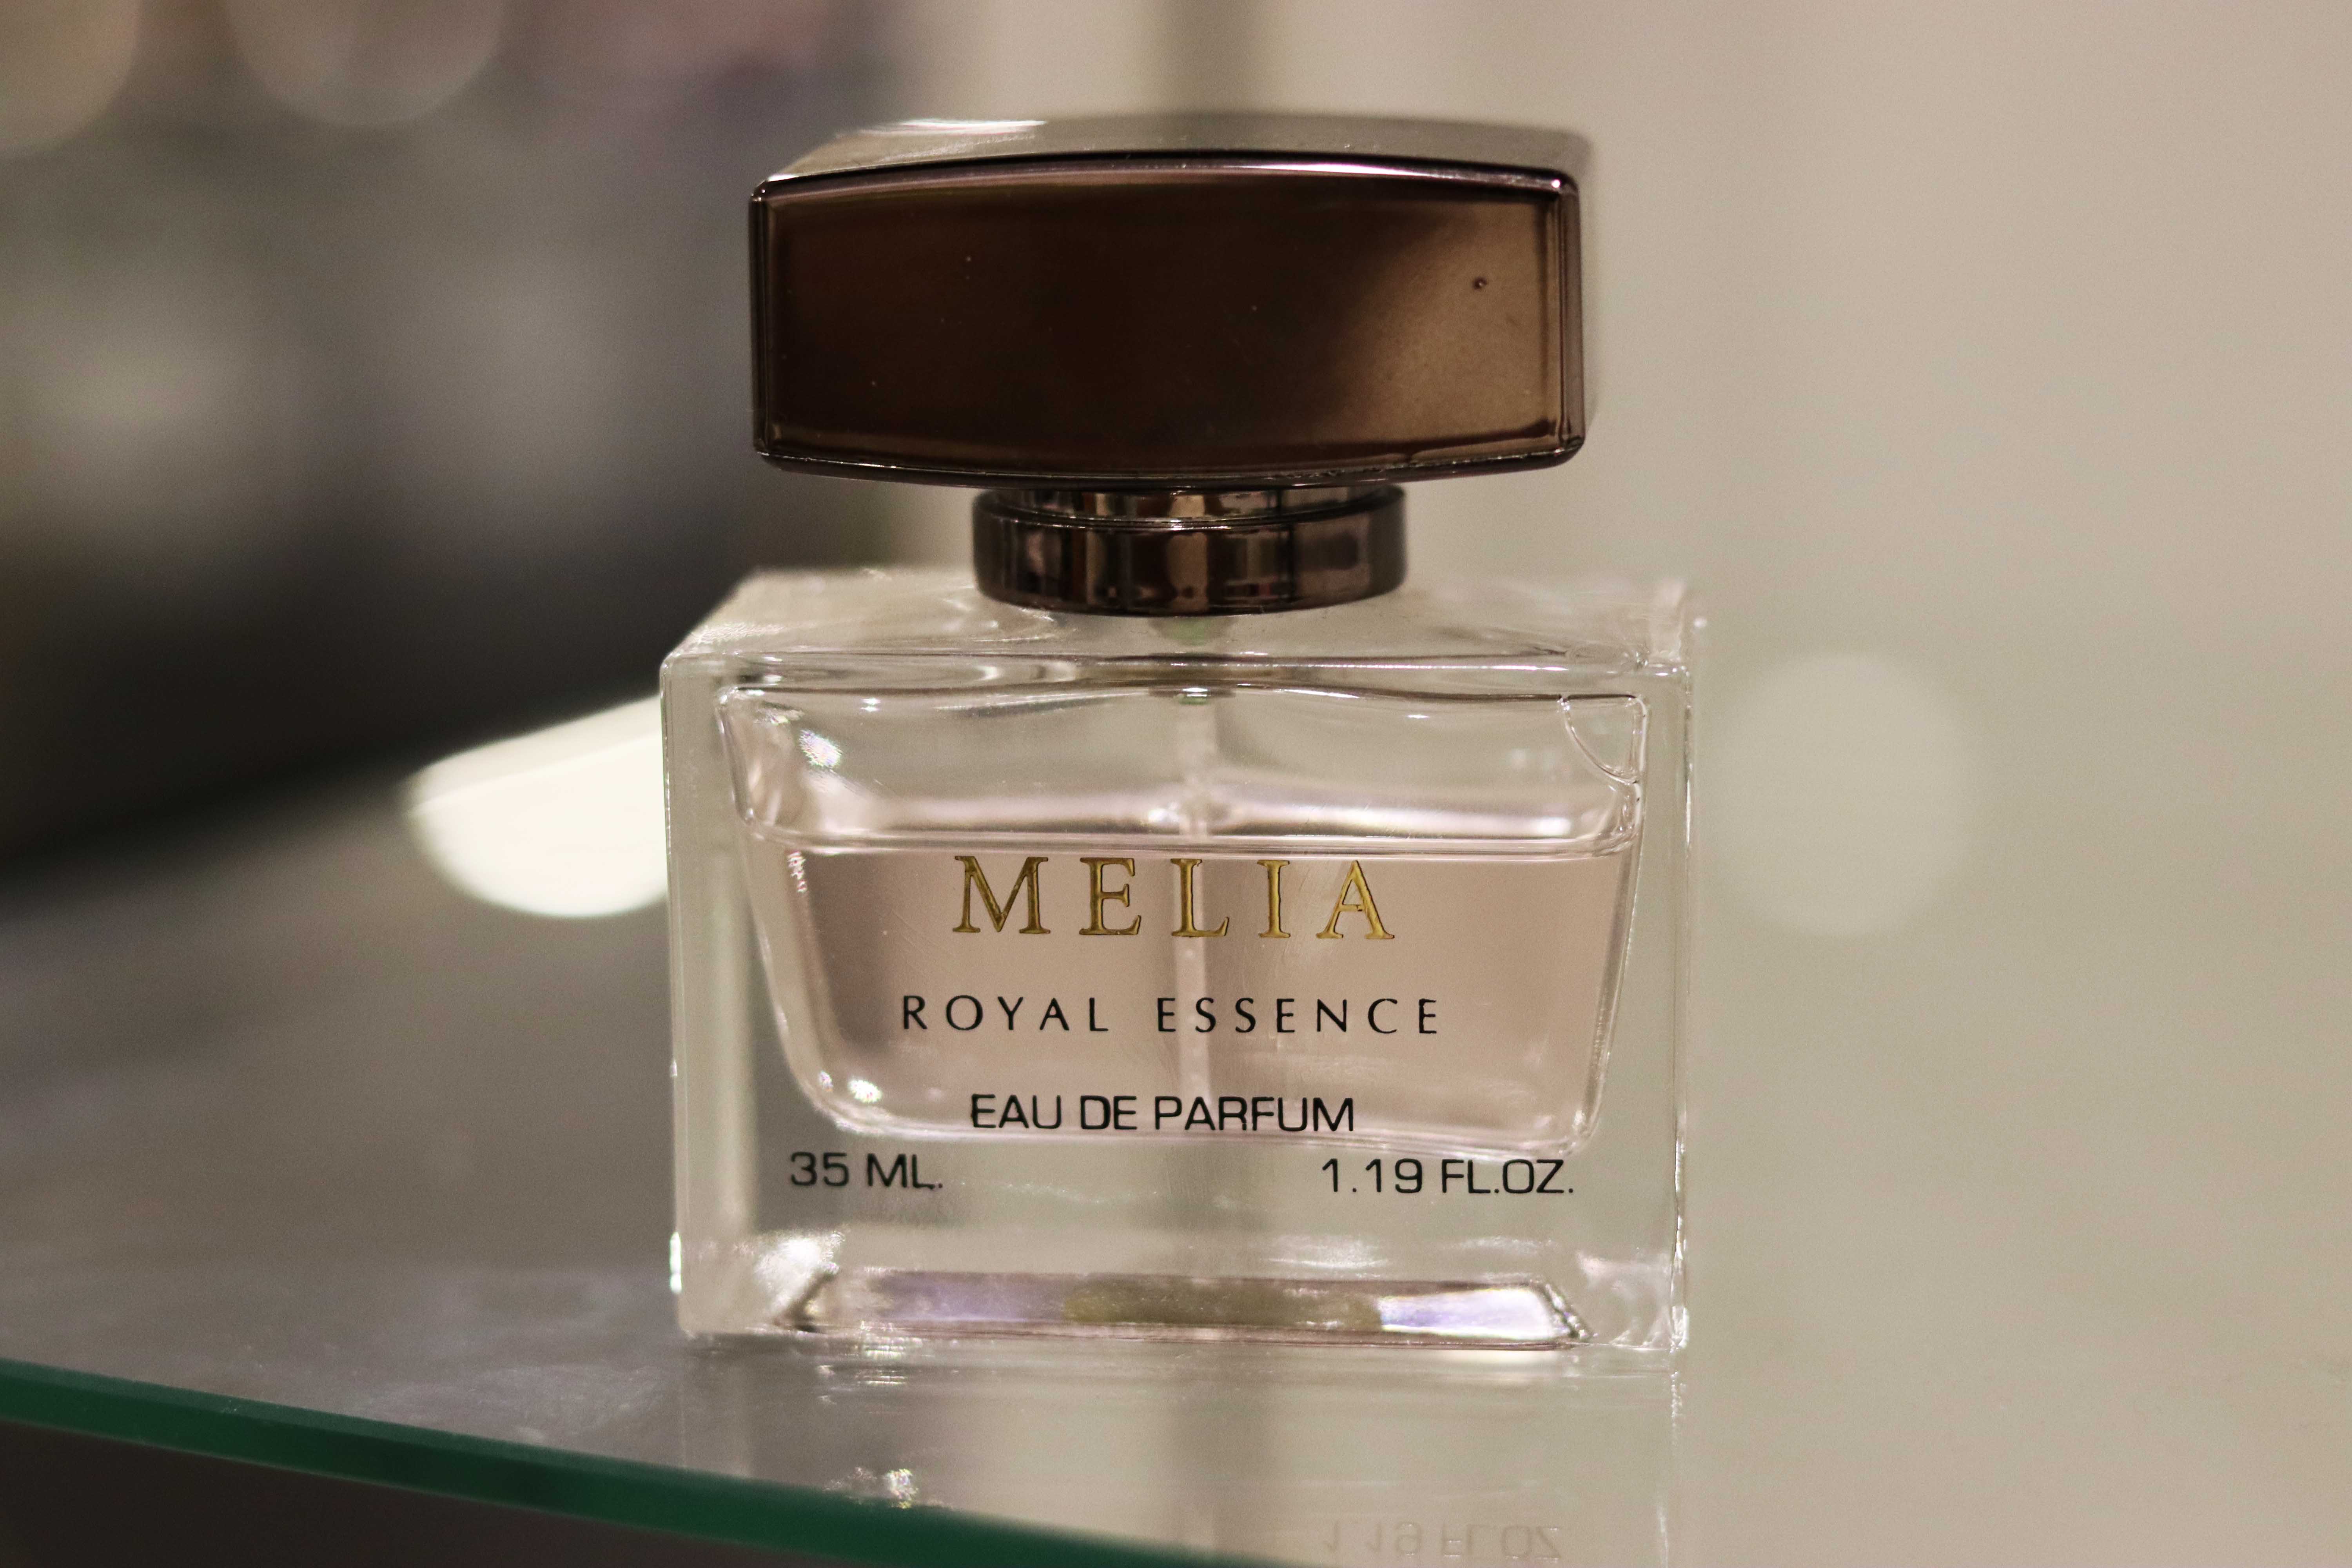 MELIA
ROYAL ESSENCE
EAU DE PARFUM
35 ML. 1.19 FL.OZ.